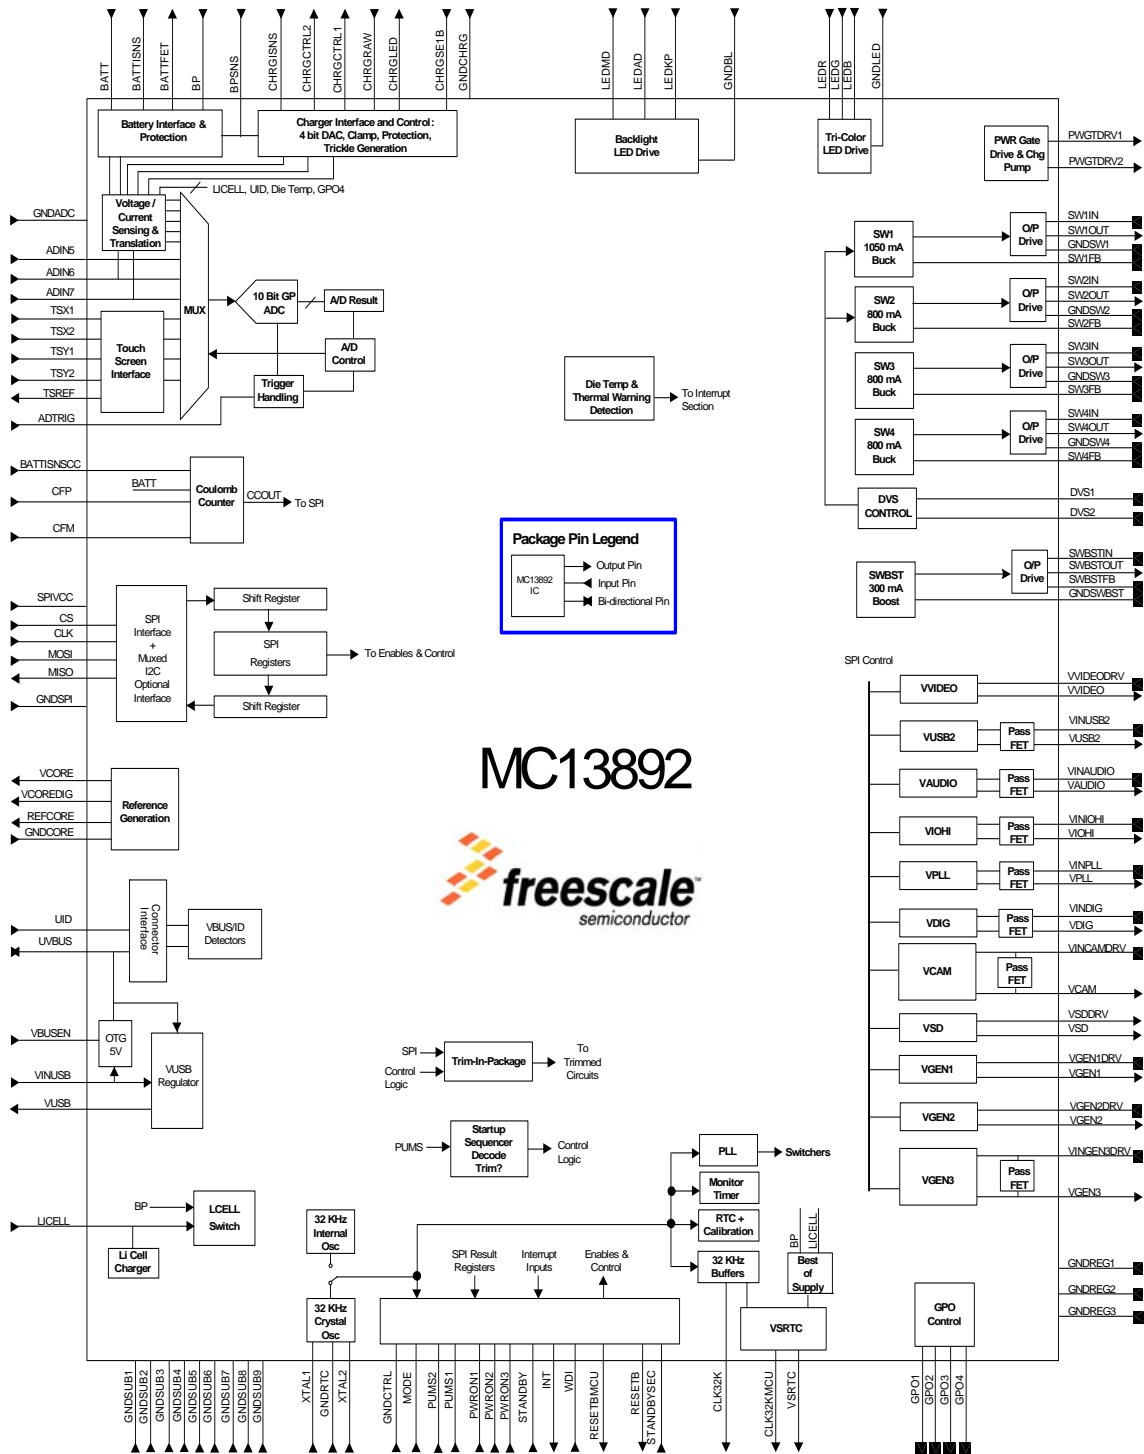 BATT
BATTISNS
BATTFET
BP
BPSNS
CHRGISNS
CHRGCTRL2
CHRGCTRL1
CHRGRAW
CHRGLED
CHRGSE1B
GNDCHRG
LEDMD
LEDAD
LEDKP
GNDBL
LEDR
LEDG
LEDB
GNDLED
Battery Interface &
Protection
Charger Interface and Control:
4 bit DAC, Clamp, Protection,
Trickle Generation
Backlight
LED Drive
Tri-Color
LED Drive
PWR Gate
Drive & Chg
Pump
PWGTDRV1
PWGTDRV2
LICELL, UID, Die Temp, GPO4
Voltage /
Current
Sensing &
Translation
GNDADC
ADIN5
ADIN6
ADIN7
TSX1
TSX2
TSY1
TSY2
TSREF
ADTRIG
Touch
Screen
Interface
MUX
10 Bit GP
ADC
A/D Result
A/D
Control
Trigger
Handling
Die Temp &
Thermal Warning
Detection
To Interrupt
Section
SW1
1050 mA
Buck
O/P
Drive
SW1IN
SW1OUT
GNDSW1
SW1FB
SW2
800 mA
Buck
O/P
Drive
SW2IN
SW2OUT
GNDSW2
SW2FB
SW3
800 mA
Buck
O/P
Drive
SW3IN
SW3OUT
GNDSW3
SW3FB
SW4
800 mA
Buck
O/P
Drive
SW4IN
SW4OUT
GNDSW4
SW4FB
DVS
CONTROL
DVS1
DVS2
SWBST
300 mA
Boost
O/P
Drive
SWBSTIN
SWBSTOUT
SWBSTFB
GNDSWBST
BATTISNSCC
CFP
CFM
BATT
Coulomb
Counter
CCOUT
To SPI
Package Pin Legend
MC13892
IC
Output Pin
Input Pin
Bi-directional Pin
SPIVCC
CS
CLK
MOSI
MISO
GNDSPI
SPI
Interface
+
Muxed
I2C
Optional
Interface
Shift Register
SPI
Registers
Shift Register
To Enables & Control
SPI Control
VVIDEO
VVIDEODRV
VVIDEO
VUSB2
Pass
FET
VINUSB2
VUSB2
VAUDIO
Pass
FET
VINAUDIO
VAUDIO
VIOHI
Pass
FET
VINIOHI
VIOHI
VPLL
Pass
FET
VINPLL
VPLL
VDIG
Pass
FET
VINDIG
VDIG
VCAM
Pass
FET
VINCAMDRV
VCAM
VSD
VSDDRV
VSD
VGEN1
VGEN1DRV
VGEN1
VGEN2
VGEN2DRV
VGEN2
VGEN3
Pass
FET
VINGEN3DRV
VGEN3
MC13892
freescale™
semiconductor
VCORE
VCOREDIG
REFCORE
GNDCORE
Reference
Generation
UID
UVBUS
Connector
Interface
VBUS/ID
Detectors
VBUSEN
VINUSB
VUSB
OTG
5V
VUSB
Regulator
SPI
Control
Logic
Trim-In-Package
To
Trimmed
Circuits
PUMS
Startup
Sequencer
Decode
Trim?
Control
Logic
PLL
Switchers
Monitor
Timer
RTC +
Calibration
32 KHz
Buffers
BP
LICELL
Best
of
Supply
VSRTC
LICELL
BP
LCELL
Switch
Li Cell
Charger
32 KHz
Internal
Osc
32 KHz
Crystal
Osc
SPI Result
Registers
Interrupt
Inputs
Enables &
Control
GPO
Control
GNDREG1
GNDREG2
GNDREG3
GNDSUB1
GNDSUB2
GNDSUB3
GNDSUB4
GNDSUB5
GNDSUB6
GNDSUB7
GNDSUB8
GNDSUB9
XTAL1
GNDRTC
XTAL2
GNDCTRL
MODE
PUMS2
PUMS1
PWRON1
PWRON2
PWRON3
STANDBY
INT
WDI
RESETBMCU
RESETB
STANDBYSEC
CLK32K
CLK32KMCU
VSRTC
GPO1
GPO2
GPO3
GPO4